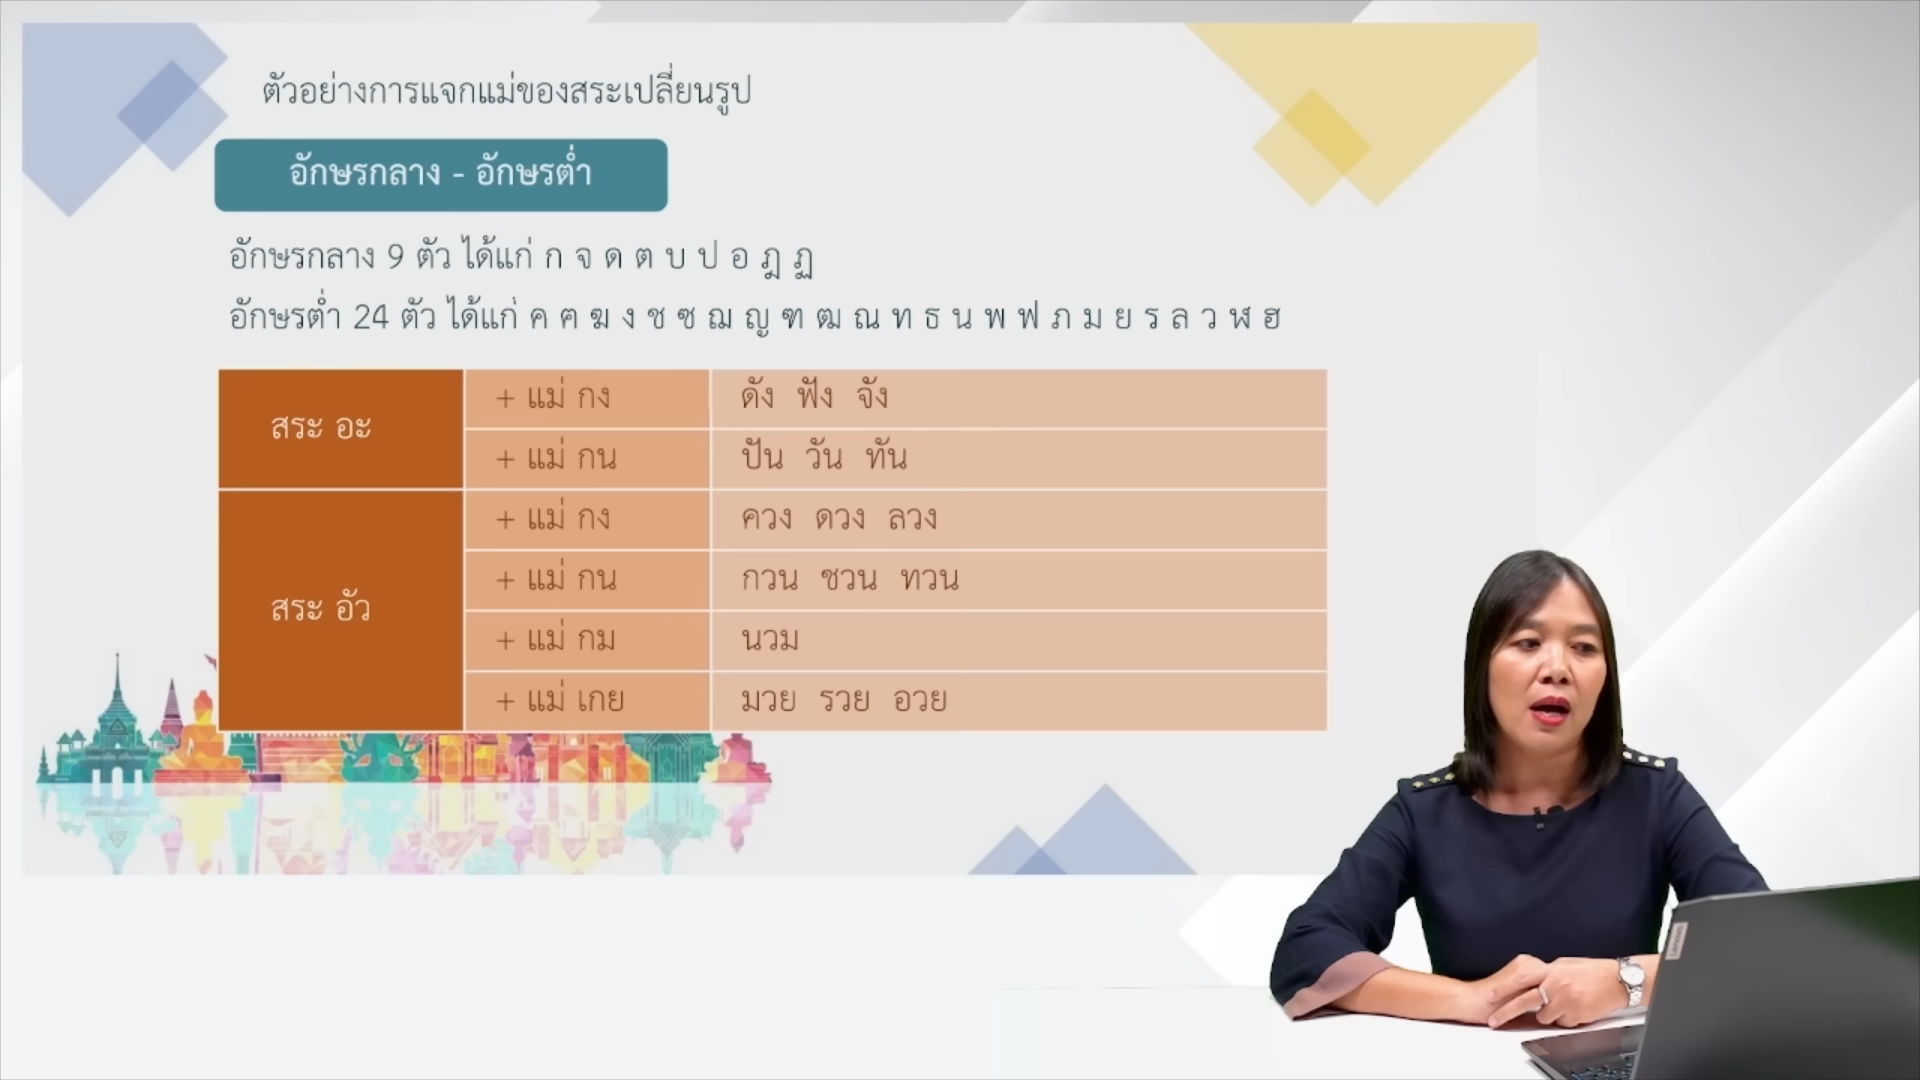 ตัวอย่างการแจกแม่ของสระเปลี่ยนรูป
อักษรกลาง - อักษรต่ำ
อักษรกลาง 9 ตัว ได้แก่ ก จ ด ต บ ป อ ฎ ฏ
อักษรต่ำ 24 ตัว ได้แก่ ค ฅ ฆ ง ช ซ ฌ ญ ฑ ฒ ณ ท ธ น พ ฟ ภ ม ย ร ล ว ฬ ฮ
สระ อะ
+ แม่ กง ดัง ฟัง จัง
+ แม่ กน ปัน วัน ทัน
สระ อัว
+ แม่ กง ควง ดวง ลวง
+ แม่ กน กวน ชวน ทวน
+ แม่ กม นวม
+ แม่ เกย มวย รวย อวย
Lenovo